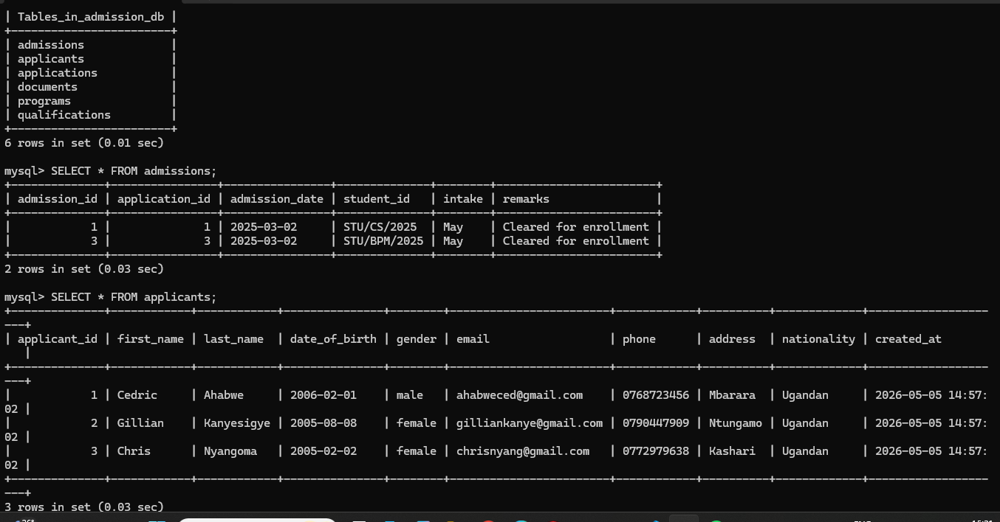 | Tables_in_admission_db |
+------------------------+
| admissions             |
| applicants             |
| applications           |
| documents              |
| programs               |
| qualifications         |
+------------------------+
6 rows in set (0.01 sec)
mysql> SELECT * FROM admissions;
+--------------+----------------+----------------+-------------+--------+------------------------+
| admission_id | application_id | admission_date | student_id   | intake | remarks                |
+--------------+----------------+----------------+--------------+--------+------------------------+
|            1 |              1 | 2025-03-02     | STU/CS/2025  | May    | Cleared for enrollment |
|            3 |              3 | 2025-03-02     | STU/BPM/2025 | May    | Cleared for enrollment |
+--------------+----------------+----------------+--------------+--------+------------------------+
2 rows in set (0.03 sec)
mysql> SELECT * FROM applicants;
+--------------+------------+------------+---------------+--------+------------------------+------------+----------+-------------+------------------
---+
| applicant_id | first_name | last_name  | date_of_birth | gender | email                  | phone      | address  | nationality | created_at
   |
+--------------+------------+------------+---------------+--------+------------------------+------------+----------+-------------+------------------
---+
|            1 | Cedric     | Ahabwe     | 2006-02-01    | male   | ahabweced@gmail.com    | 0768723456 | Mbarara  | Ugandan     | 2026-05-05 14:57:
02 |
|            2 | Gillian    | Kanyesigye | 2005-08-08    | female | gilliankanye@gmail.com | 0790447909 | Ntungamo | Ugandan     | 2026-05-05 14:57:
02 |
|            3 | Chris      | Nyangoma   | 2005-02-02    | female | chrisnyang@gmail.com   | 0772979638 | Kashari  | Ugandan     | 2026-05-05 14:57:
02 |
+--------------+------------+------------+---------------+--------+------------------------+------------+----------+-------------+------------------
---+
3 rows in set (0.03 sec)